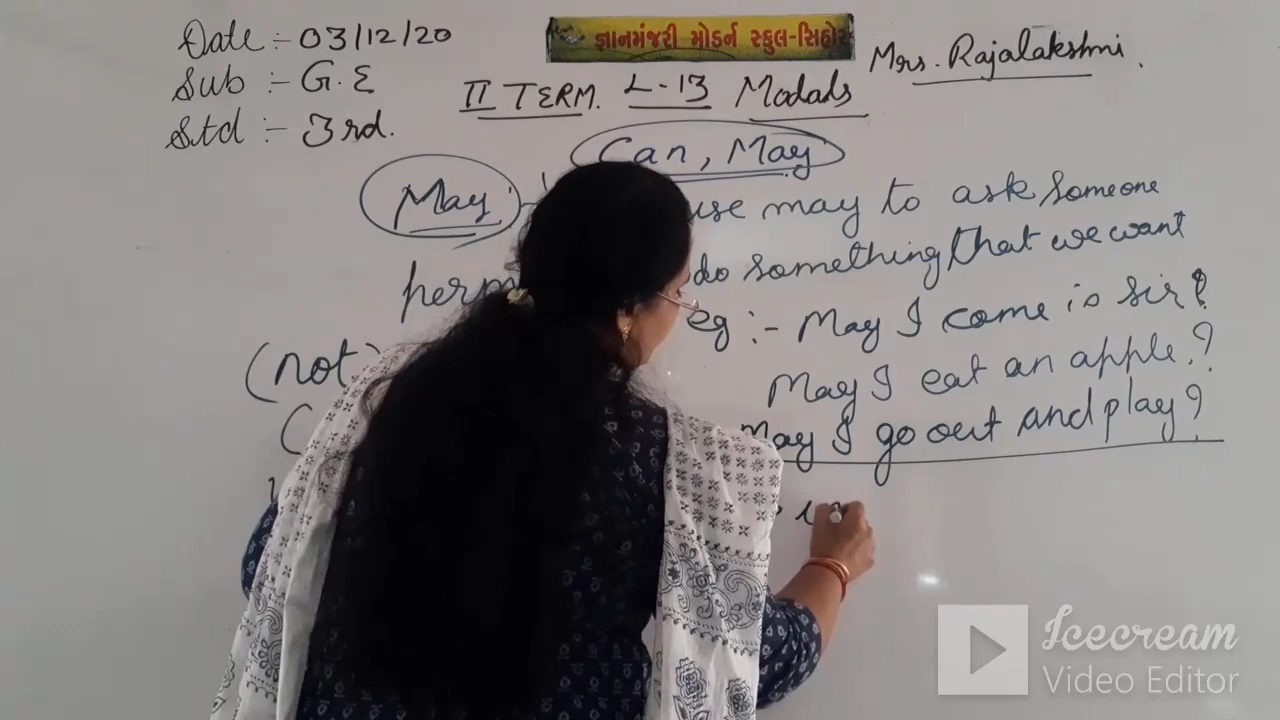 Date :- 03/12/20
Sub :- G.E
Std :- 3rd.
જ્ઞાનમંજરી મોડર્ન સ્કુલ-સિહોર
Mrs. Rajalakshmi.
II TERM. L-13 Modals
Can, May
May :- use may to ask someone
do something that we want
eg :- May I come is sir?
(not)
May I eat an apple.?
May I go out and play?
Icecream
Video Editor